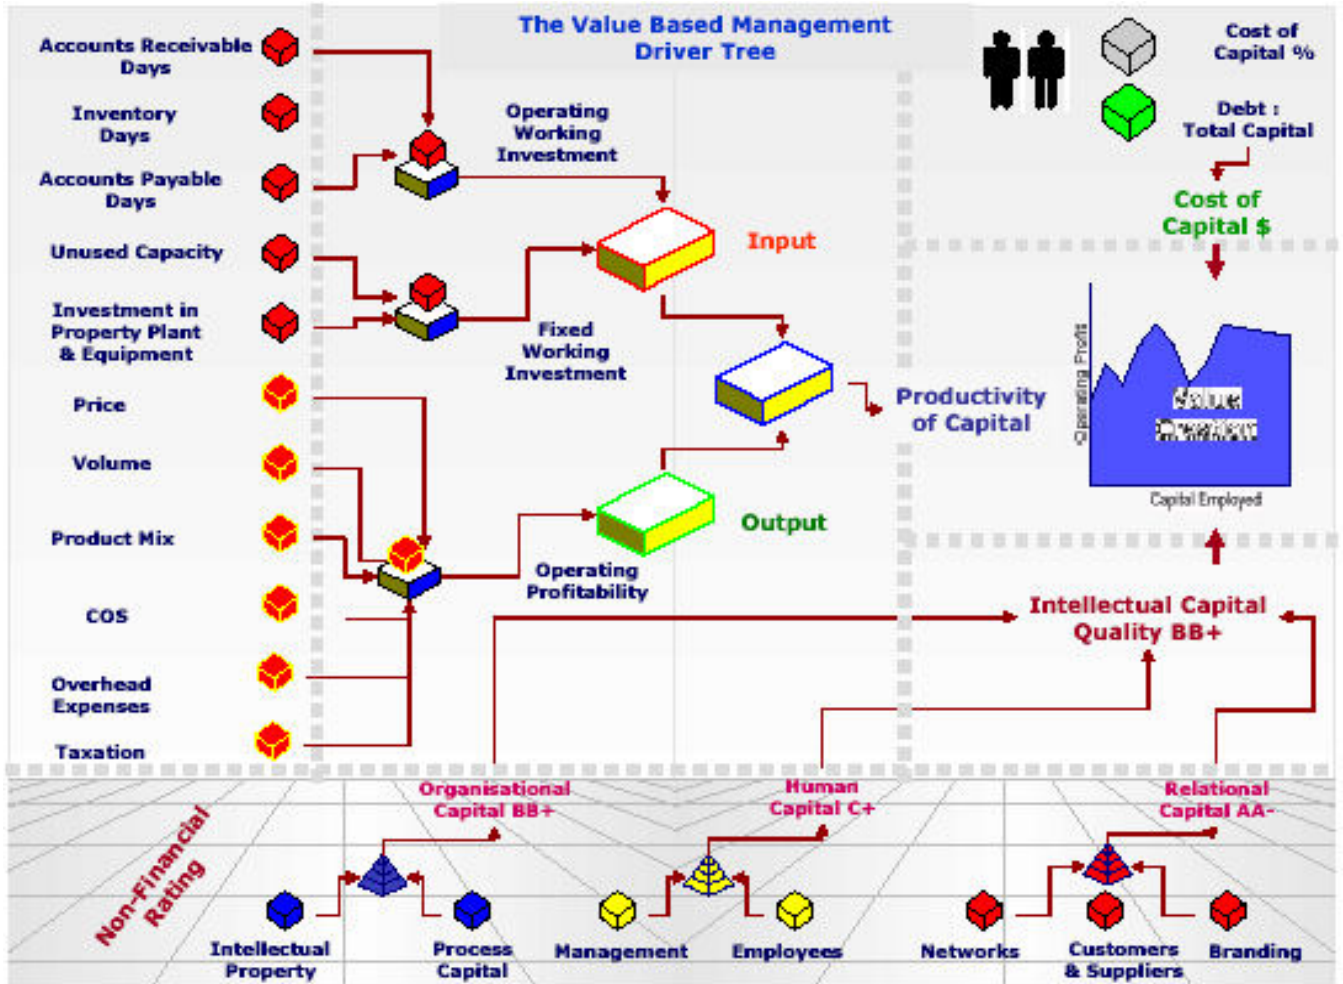 The Value Based Management
Driver Tree
Accounts Receivable
Days
Inventory
Days
Accounts Payable
Days
Unused Capacity
Investment in
Property Plant
& Equipment
Price
Volume
Product Mix
COS
Overhead
Expenses
Taxation
Operating
Working
Investment
Fixed
Working
Investment
Operating
Profitability
Input
Output
Productivity
of Capital
Cost of
Capital %
Debt :
Total Capital
Cost of
Capital $
Operating Profit
Value
Creation
Capital Employed
Intellectual Capital
Quality BB+
Non-Financial
Rating
Organisational
Capital BB+
Human
Capital C+
Relational
Capital AA-
Intellectual
Property
Process
Capital
Management
Employees
Networks
Customers
& Suppliers
Branding